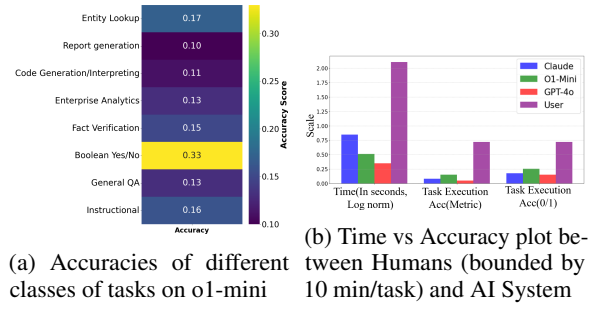 Entity Lookup 0.17
Report generation 0.10
Code Generation/Interpreting 0.11
Enterprise Analytics 0.13
Fact Verification 0.15
Boolean Yes/No 0.33
General QA 0.13
Instructional 0.16
Accuracy
0.30
0.25
0.20
0.15
0.10
Accuracy Score
(a) Accuracies of different
classes of tasks on o1-mini
Scale
2.00
1.75
1.50
1.25
1.00
0.75
0.50
0.25
0.00
Claude
O1-Mini
GPT-4o
User
Time(In seconds,
Log norm)
Task Execution
Acc(Metric)
Task Execution
Acc(0/1)
(b) Time vs Accuracy plot be-
tween Humans (bounded by
10 min/task) and AI System